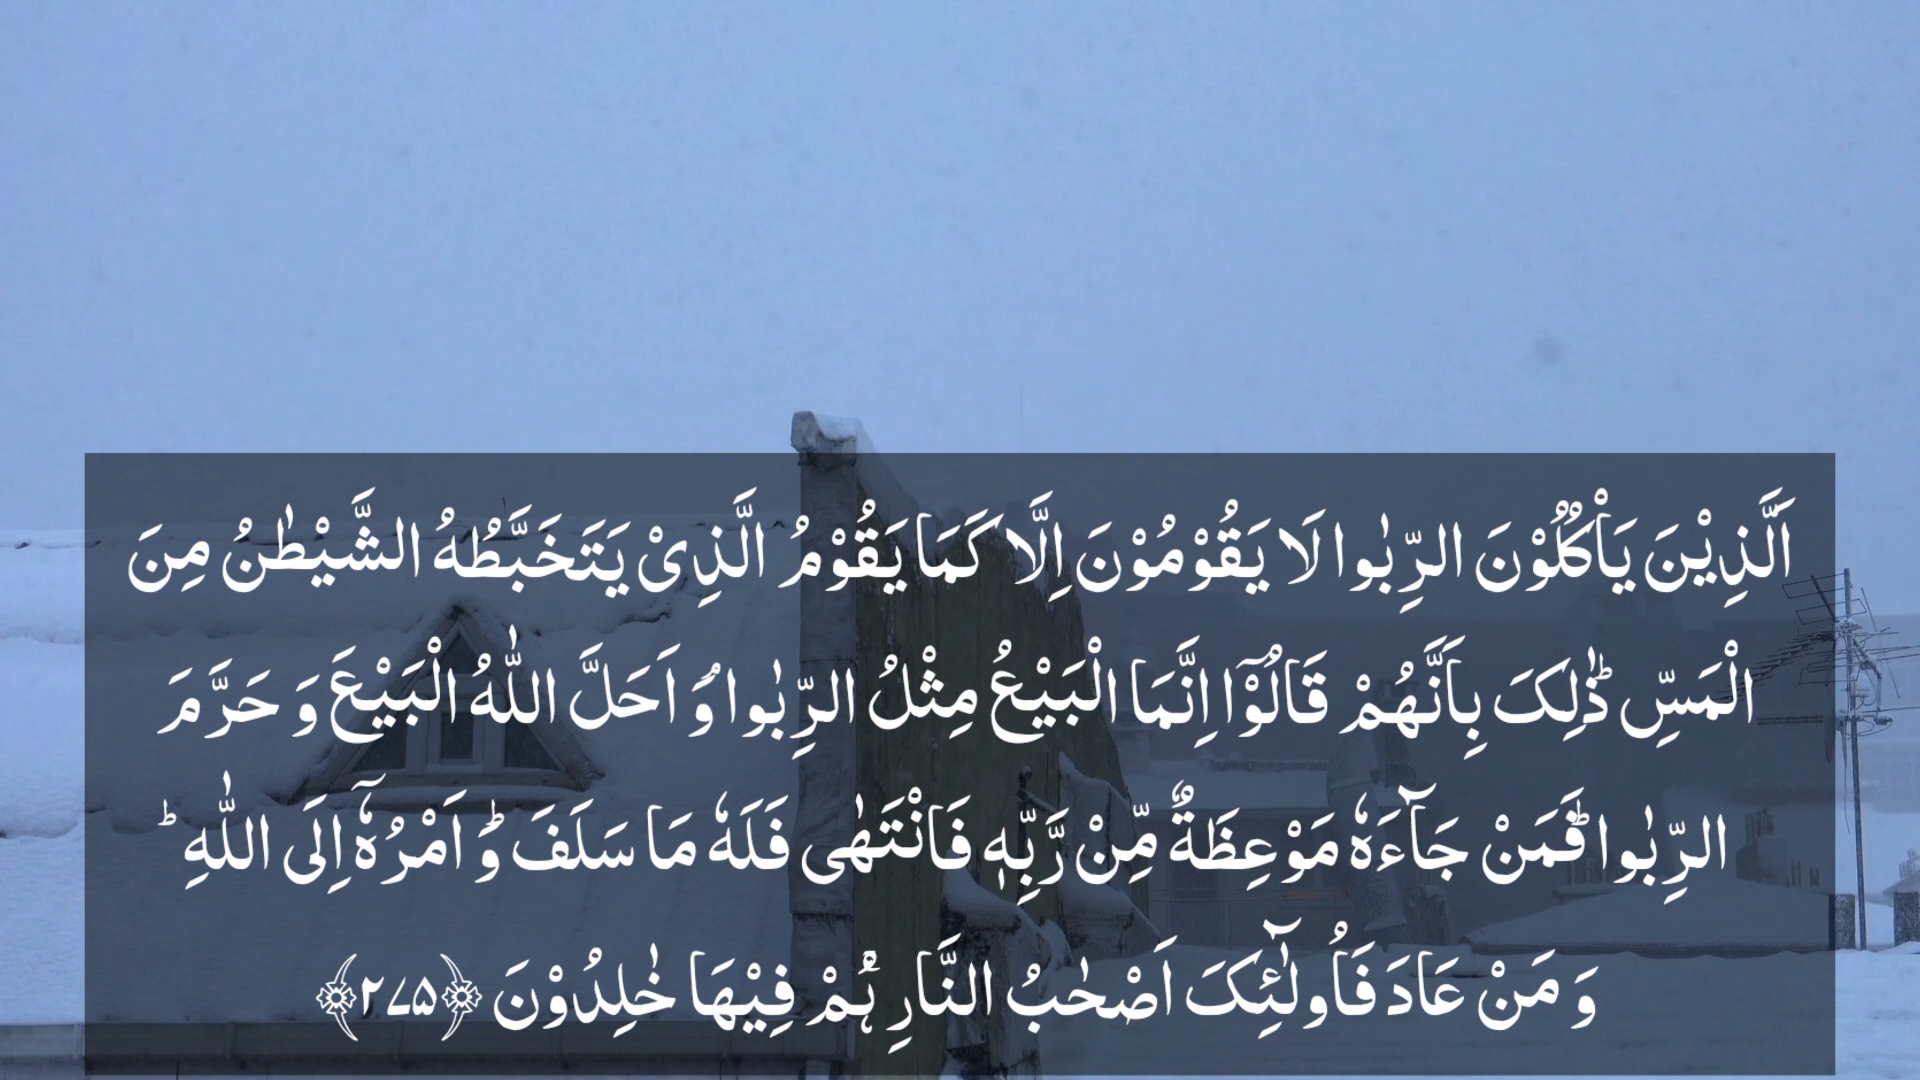 اَلَّذِیْنَ یَاْکُلُوْنَ الرِّبٰوا لَا یَقُوْمُوْنَ اِلَّا کَمَا یَقُوْمُ الَّذِیْ یَتَخَبَّطُہُ الشَّیْطٰنُ مِنَ
الْمَسِّ ؕ ذٰلِکَ بِاَنَّہُمْ قَالُوْۤا اِنَّمَا الْبَیْعُ مِثْلُ الرِّبٰوا ۘ وَ اَحَلَّ اللّٰہُ الْبَیْعَ وَ حَرَّمَ
الرِّبٰوا ؕ فَمَنْ جَآءَہٗ مَوْعِظَۃٌ مِّنْ رَّبِّہٖ فَانْتَہٰی فَلَہٗ مَا سَلَفَ ؕ وَ اَمْرُہٗۤ اِلَی اللّٰہِ ؕ
وَ مَنْ عَادَ فَاُولٰٓئِکَ اَصْحٰبُ النَّارِ ۚ ہُمْ فِیْہَا خٰلِدُوْنَ ﴿۲۷۵﴾